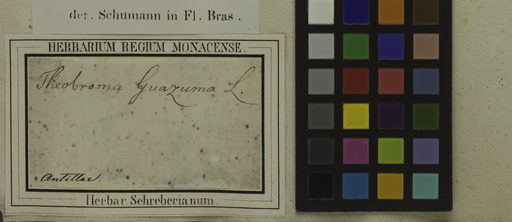 det. Schumann in Fl. Bras.
HERBARIUM REGIUM MONACENSE.
Theobroma Guazuma L.
Antillae.
Herbar. Schreberianum.